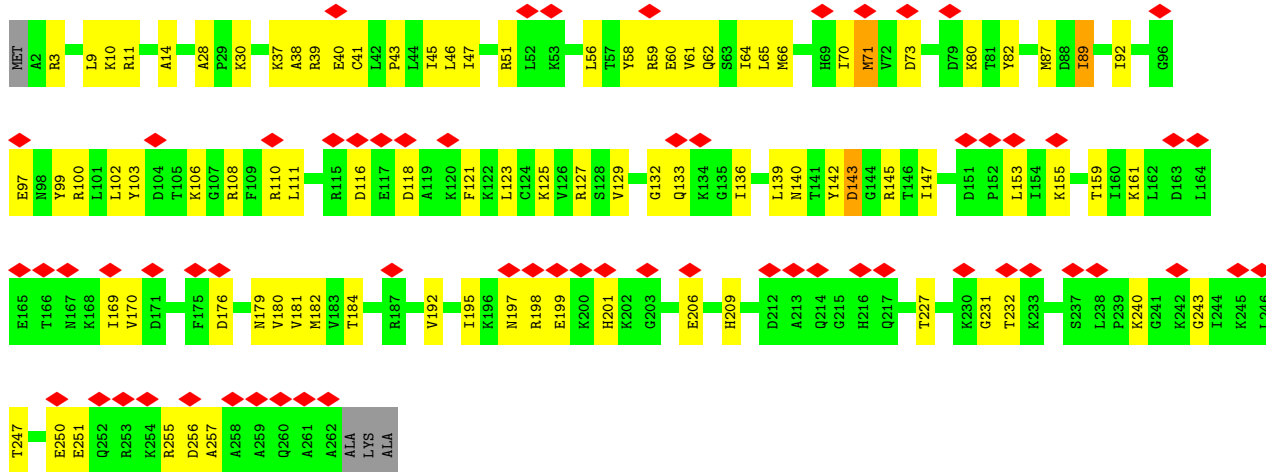 MET A2 R3 L9 K10 R11 A14 A28 P29 K30 K37 A38 R39 E40 C41 L42 P43 L44 I45 L46 I47 R51 L52 K53 L56 T57 Y58 R59 E60 V61 Q62 S63 I64 L65 M66 H69 I70 M71 V72 D73 D79 K80 T81 Y82 M87 D88 I89 I92 G96
E97 N98 Y99 R100 L101 L102 Y103 D104 T105 K106 G107 R108 F109 R110 L111 R115 D116 E117 D118 A119 K120 F121 K122 L123 C124 K125 V126 R127 S128 V129 G132 Q133 K134 G135 I136 L139 N140 T141 Y142 D143 G144 R145 T146 I147 D151 P152 L153 I154 K155 T159 I160 K161 L162 D163 L164
E165 T166 N167 K168 I169 V170 D171 F175 D176 N179 V180 V181 M182 V183 T184 R187 V192 I195 K196 N197 R198 E199 K200 H201 K202 G203 E206 H209 D212 A213 Q214 G215 H216 Q217 T227 K230 G231 T232 K233 S237 L238 P239 K240 G241 K242 G243 I244 K245 L246
T247 E250 E251 Q252 R253 K254 R255 D256 A257 A258 A259 Q260 A261 A262 ALA LYS ALA